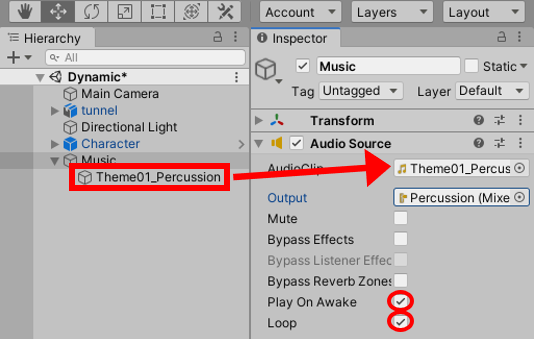 Account
Layers
Layout
Hierarchy
All
Dynamic*
Main Camera
tunnel
Directional Light
Character
Music
Theme01_Percussion
Inspector
Music
Static
Tag Untagged Layer Default
Transform
Audio Source
AudioClip Theme01_Percus
Output Percussion (Mixe
Mute
Bypass Effects
Bypass Listener Effec
Bypass Reverb Zones
Play On Awake
Loop